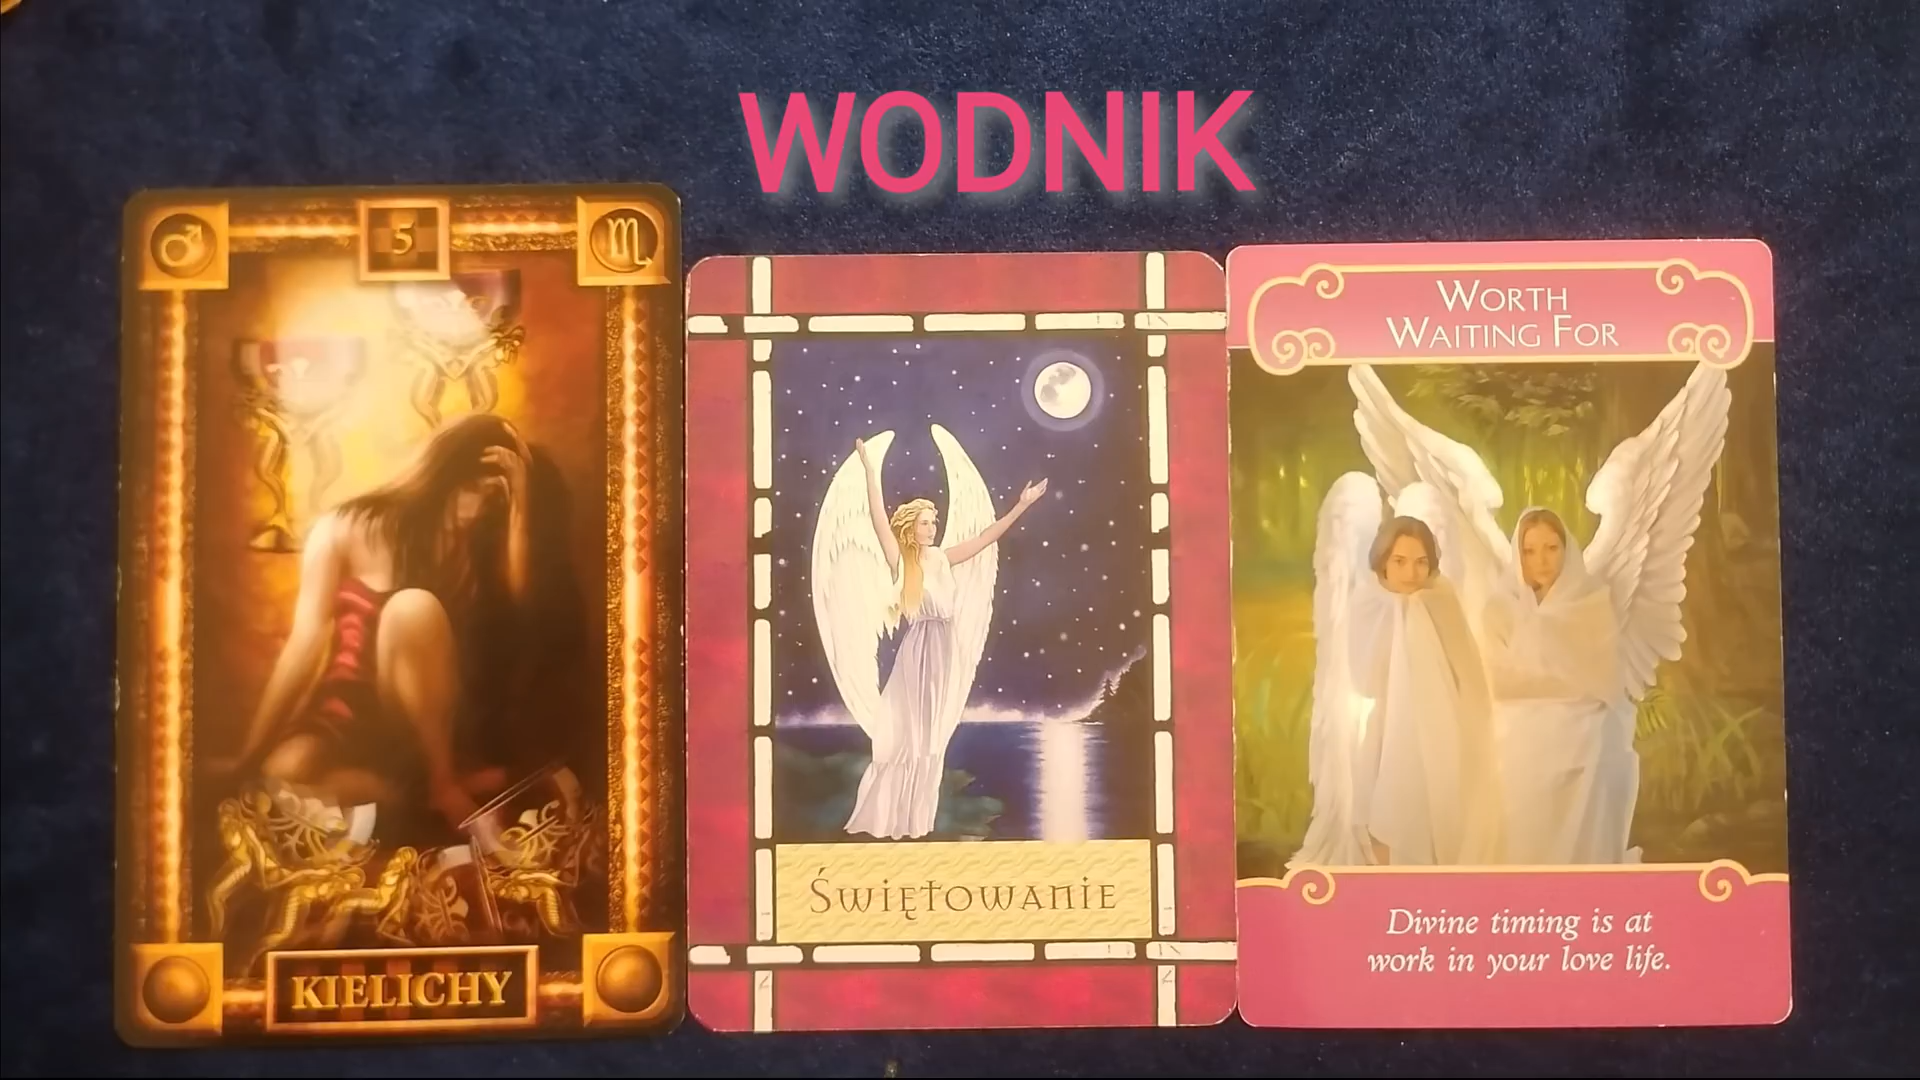 WODNIK
5
KIELICHY
Świętowanie
WORTH
WAITING FOR
Divine timing is at
work in your love life.